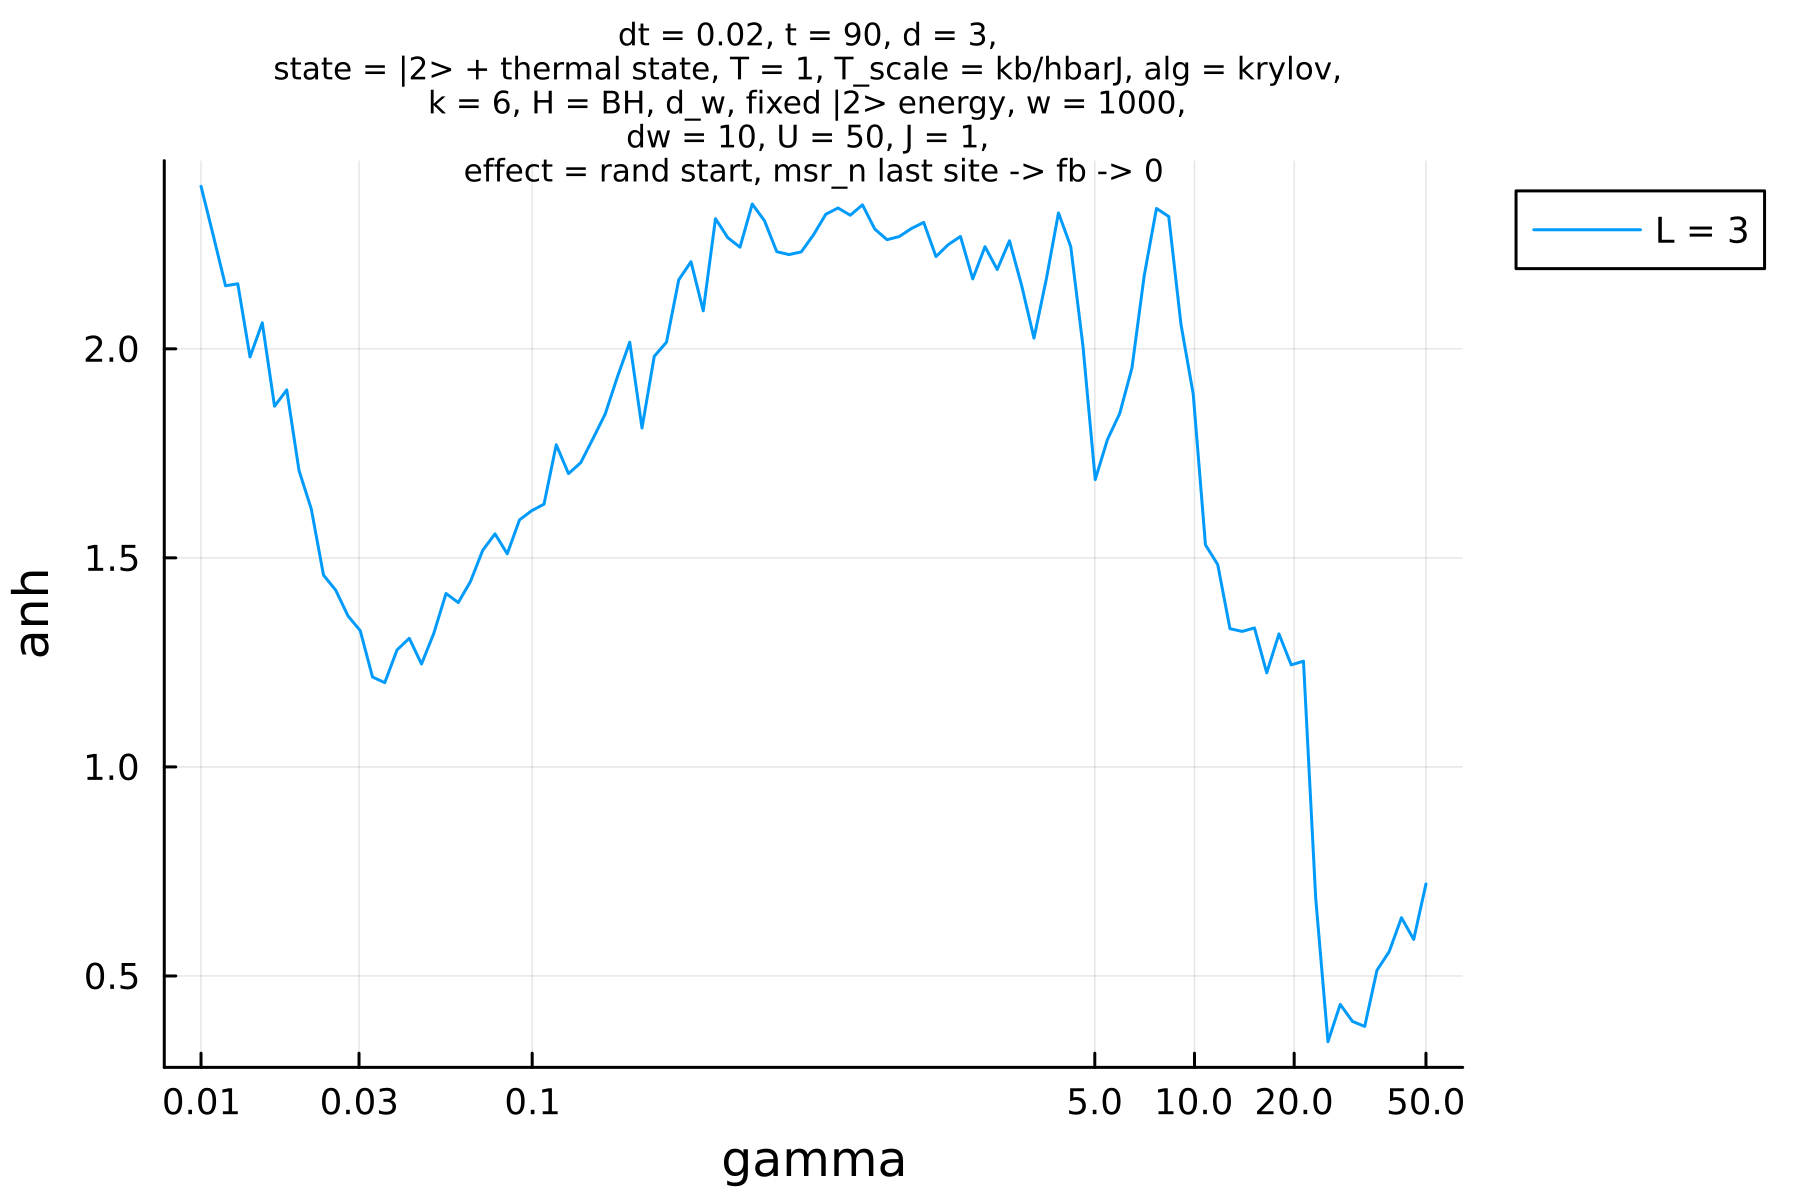 dt = 0.02, t = 90, d = 3,
state = |2> + thermal state, T = 1, T_scale = kb/hbarJ, alg = krylov,
k = 6, H = BH, d_w, fixed |2> energy, w = 1000,
dw = 10, U = 50, J = 1,
effect = rand start, msr_n last site -> fb -> 0
L = 3
2.0
1.5
1.0
0.5
anh
0.01 0.03 0.1 5.0 10.0 20.0 50.0
gamma